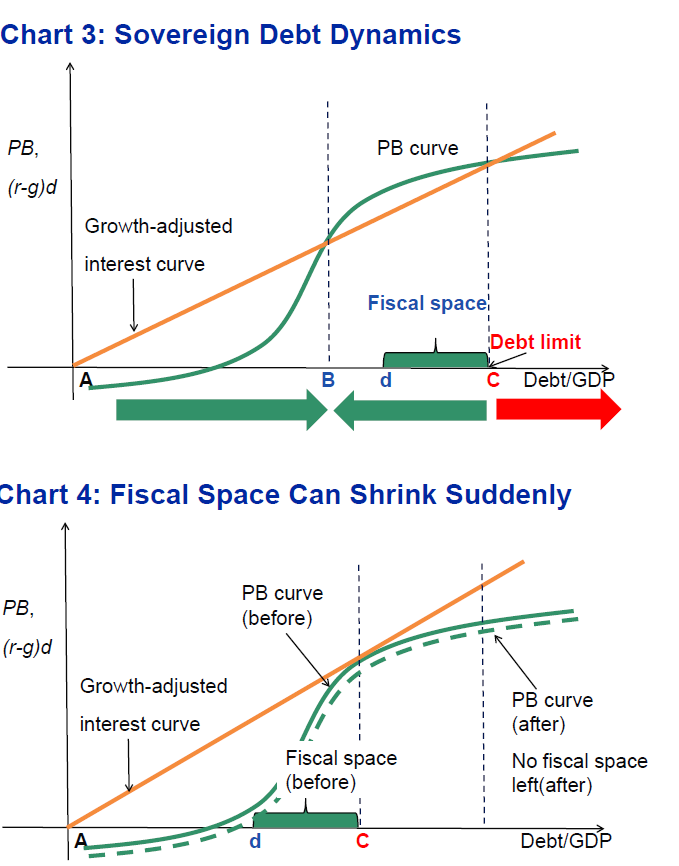 Chart 3: Sovereign Debt Dynamics
PB,
(r-g)d
PB curve
Growth-adjusted
interest curve
Fiscal space
Debt limit
A
B
d
C
Debt/GDP
Chart 4: Fiscal Space Can Shrink Suddenly
PB,
(r-g)d
PB curve
(before)
Growth-adjusted
interest curve
PB curve
(after)
Fiscal space
(before)
No fiscal space
left(after)
A
d
C
Debt/GDP